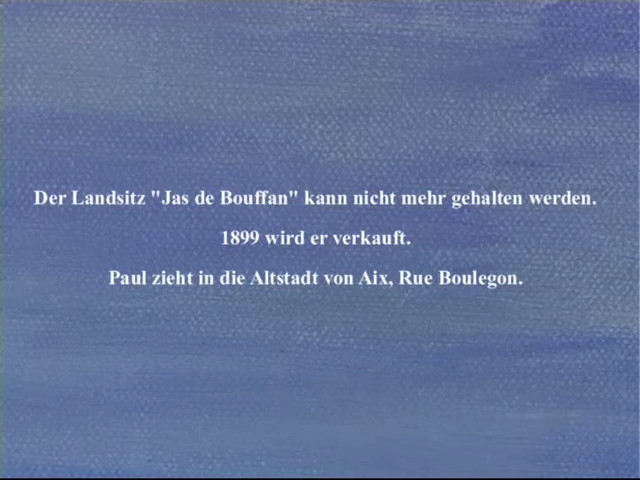 Der Landsitz "Jas de Bouffan" kann nicht mehr gehalten werden.
1899 wird er verkauft.
Paul zieht in die Altstadt von Aix, Rue Boulegon.